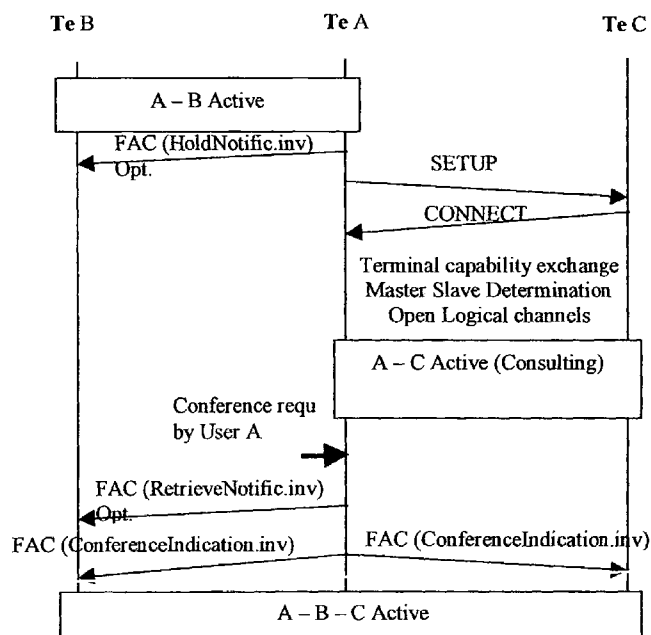 Te B Te A Te C
A – B Active
FAC (HoldNotific.inv)
Opt.
SETUP
CONNECT
Terminal capability exchange
Master Slave Determination
Open Logical channels
A – C Active (Consulting)
Conference requ
by User A
FAC (RetrieveNotific.inv)
Opt.
FAC (ConferenceIndication.inv) FAC (ConferenceIndication.inv)
A – B – C Active